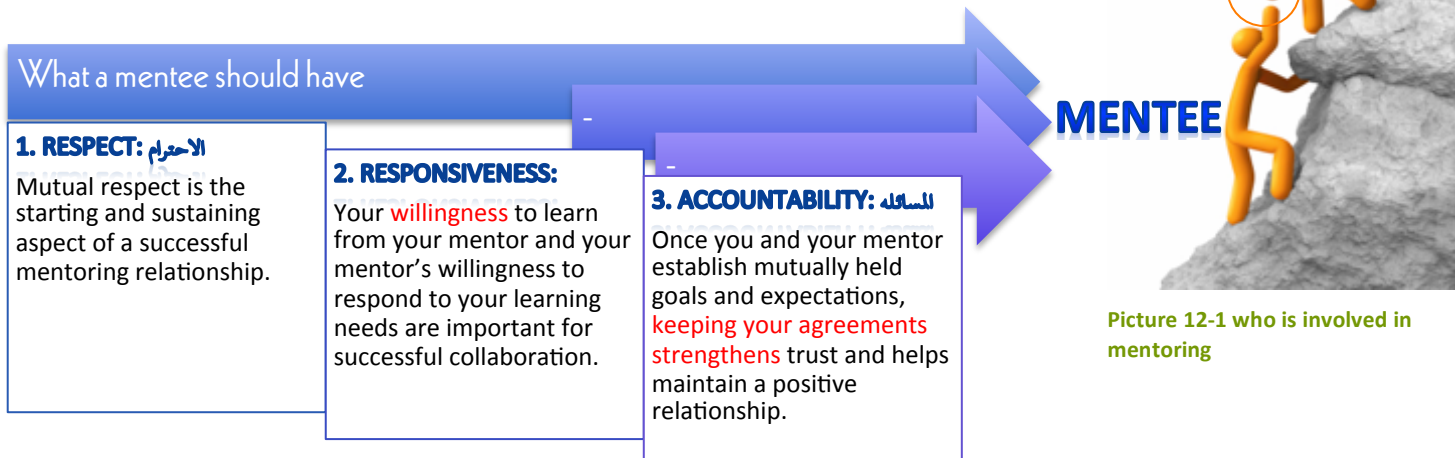 What a mentee should have
-
-
MENTEE
1. RESPECT: الاحترام
Mutual respect is the
starting and sustaining
aspect of a successful
mentoring relationship.
2. RESPONSIVENESS:
Your willingness to learn
from your mentor and your
mentor’s willingness to
respond to your learning
needs are important for
successful collaboration.
3. ACCOUNTABILITY: المسائله
Once you and your mentor
establish mutually held
goals and expectations,
keeping your agreements
strengthens trust and helps
maintain a positive
relationship.
Picture 12-1 who is involved in
mentoring